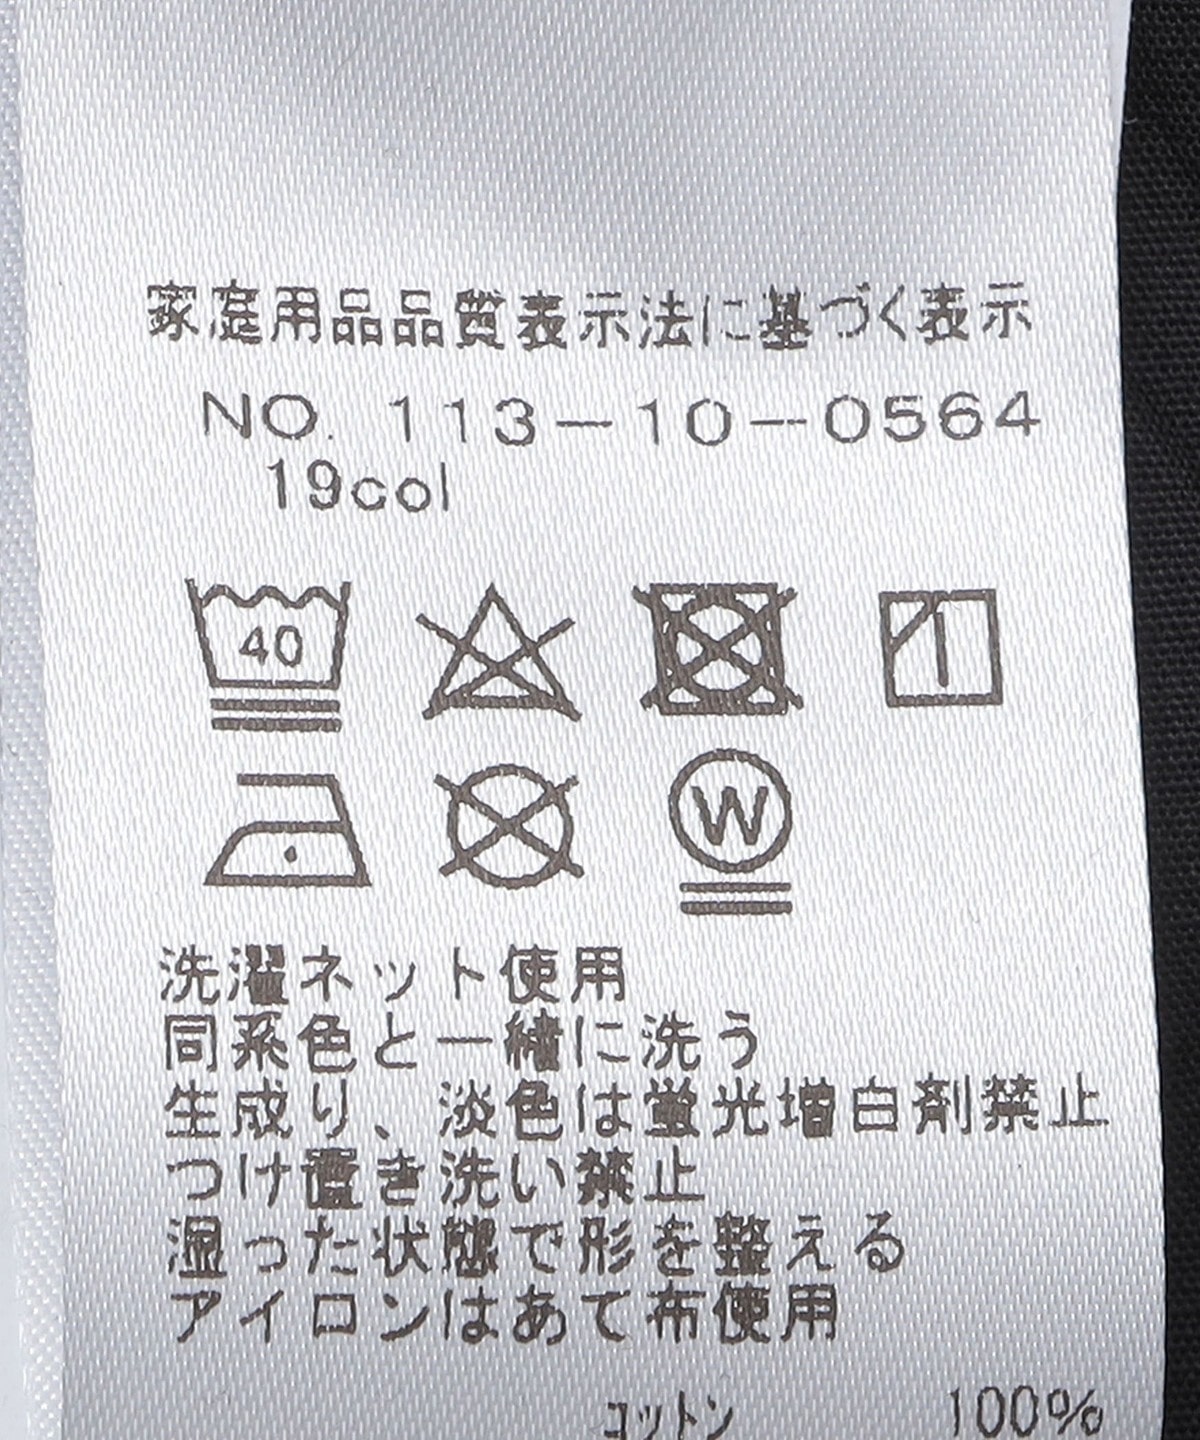 家庭用品品質表示法に基づく表示
NO. 113-10-0564
19col
40
W
洗濯ネット使用
同系色と一緒に洗う
生成り、淡色は蛍光増白剤禁止
つけ置き洗い禁止
湿った状態で形を整える
アイロンはあて布使用
コットン 100%